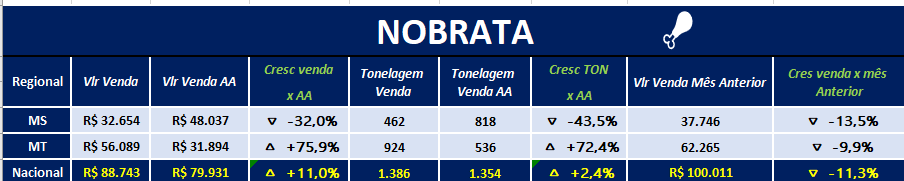 NOBRATA
Regional Vlr Venda Vlr Venda AA Cresc venda x AA Tonelagem Venda Tonelagem Venda AA Cresc TON x AA Vlr Venda Mês Anterior Cres venda x mês Anterior
MS R$ 32.654 R$ 48.037 ▽ -32,0% 462 818 ▽ -43,5% 37.746 ▽ -13,5%
MT R$ 56.089 R$ 31.894 △ +75,9% 924 536 △ +72,4% 62.265 ▽ -9,9%
Nacional R$ 88.743 R$ 79.931 △ +11,0% 1.386 1.354 △ +2,4% R$ 100.011 ▽ -11,3%